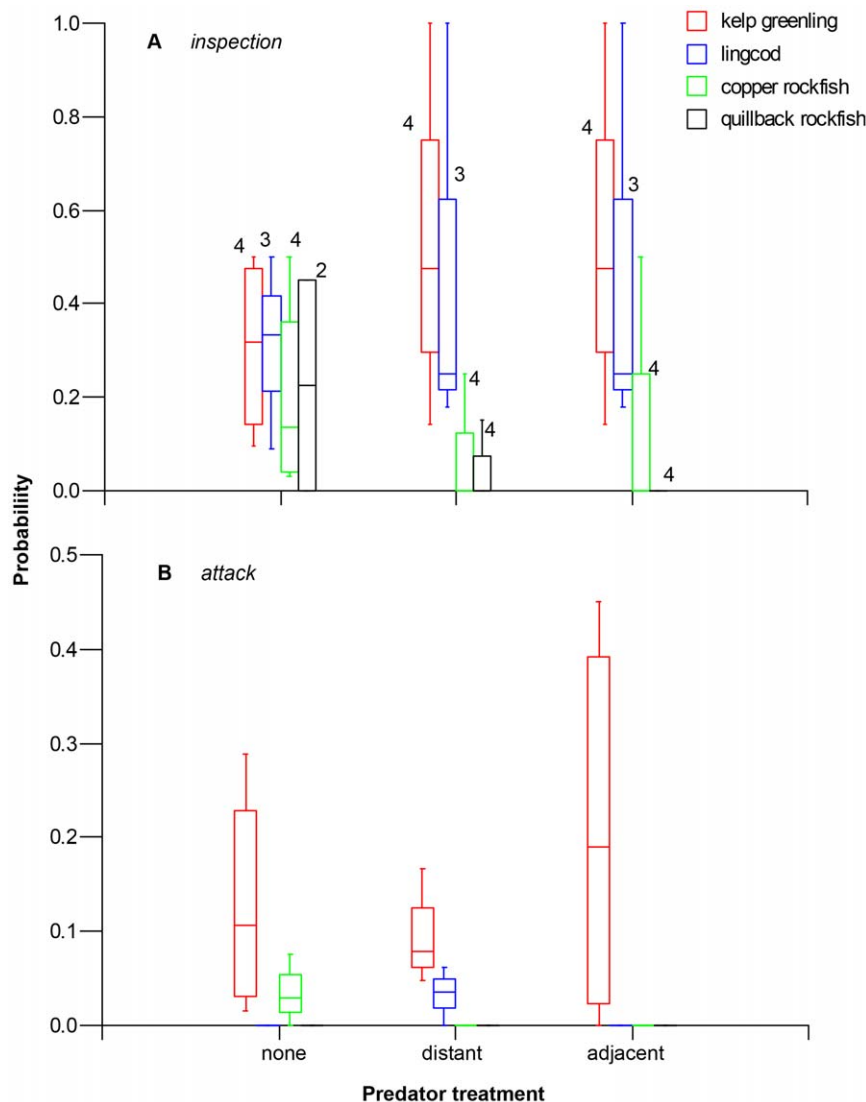 kelp greenling
lingcod
copper rockfish
quillback rockfish
A inspection
1.0
0.8
0.6
0.4
0.2
0.0
4 3 4 2
4 3 4 4
4 3 4 4
Probabiliity
B attack
0.5
0.4
0.3
0.2
0.1
0.0
none distant adjacent
Predator treatment